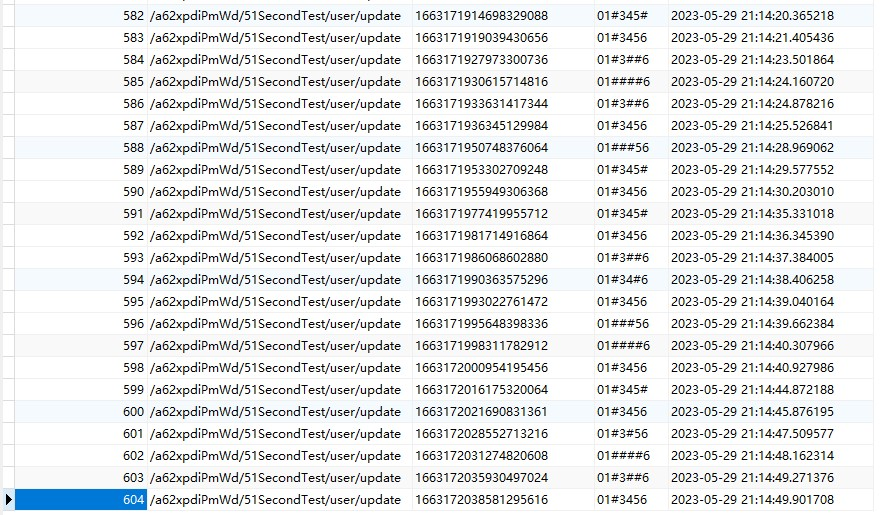 582 /a62xpdiPmWd/51SecondTest/user/update 1663171914698329088 01#345# 2023-05-29 21:14:20.365218
583 /a62xpdiPmWd/51SecondTest/user/update 1663171919039430656 01#3456 2023-05-29 21:14:21.405436
584 /a62xpdiPmWd/51SecondTest/user/update 1663171927973300736 01#3##6 2023-05-29 21:14:23.501864
585 /a62xpdiPmWd/51SecondTest/user/update 1663171930615714816 01####6 2023-05-29 21:14:24.160720
586 /a62xpdiPmWd/51SecondTest/user/update 1663171933631417344 01#3##6 2023-05-29 21:14:24.878216
587 /a62xpdiPmWd/51SecondTest/user/update 1663171936345129984 01#3456 2023-05-29 21:14:25.526841
588 /a62xpdiPmWd/51SecondTest/user/update 1663171950748376064 01###56 2023-05-29 21:14:28.969062
589 /a62xpdiPmWd/51SecondTest/user/update 1663171953302709248 01#345# 2023-05-29 21:14:29.577552
590 /a62xpdiPmWd/51SecondTest/user/update 1663171955949306368 01#3456 2023-05-29 21:14:30.203010
591 /a62xpdiPmWd/51SecondTest/user/update 1663171977419955712 01#345# 2023-05-29 21:14:35.331018
592 /a62xpdiPmWd/51SecondTest/user/update 1663171981714916864 01#3456 2023-05-29 21:14:36.345390
593 /a62xpdiPmWd/51SecondTest/user/update 1663171986068602880 01#3##6 2023-05-29 21:14:37.384005
594 /a62xpdiPmWd/51SecondTest/user/update 1663171990363575296 01#34#6 2023-05-29 21:14:38.406258
595 /a62xpdiPmWd/51SecondTest/user/update 1663171993022761472 01#3456 2023-05-29 21:14:39.040164
596 /a62xpdiPmWd/51SecondTest/user/update 1663171995648398336 01###56 2023-05-29 21:14:39.662384
597 /a62xpdiPmWd/51SecondTest/user/update 1663171998311782912 01####6 2023-05-29 21:14:40.307966
598 /a62xpdiPmWd/51SecondTest/user/update 1663172000954195456 01#3456 2023-05-29 21:14:40.927986
599 /a62xpdiPmWd/51SecondTest/user/update 1663172016175320064 01#345# 2023-05-29 21:14:44.872188
600 /a62xpdiPmWd/51SecondTest/user/update 1663172021690831361 01#3456 2023-05-29 21:14:45.876195
601 /a62xpdiPmWd/51SecondTest/user/update 1663172028552713216 01#3#56 2023-05-29 21:14:47.509577
602 /a62xpdiPmWd/51SecondTest/user/update 1663172031274820608 01####6 2023-05-29 21:14:48.162314
603 /a62xpdiPmWd/51SecondTest/user/update 1663172035930497024 01#3##6 2023-05-29 21:14:49.271376
604 /a62xpdiPmWd/51SecondTest/user/update 1663172038581295616 01#3456 2023-05-29 21:14:49.901708